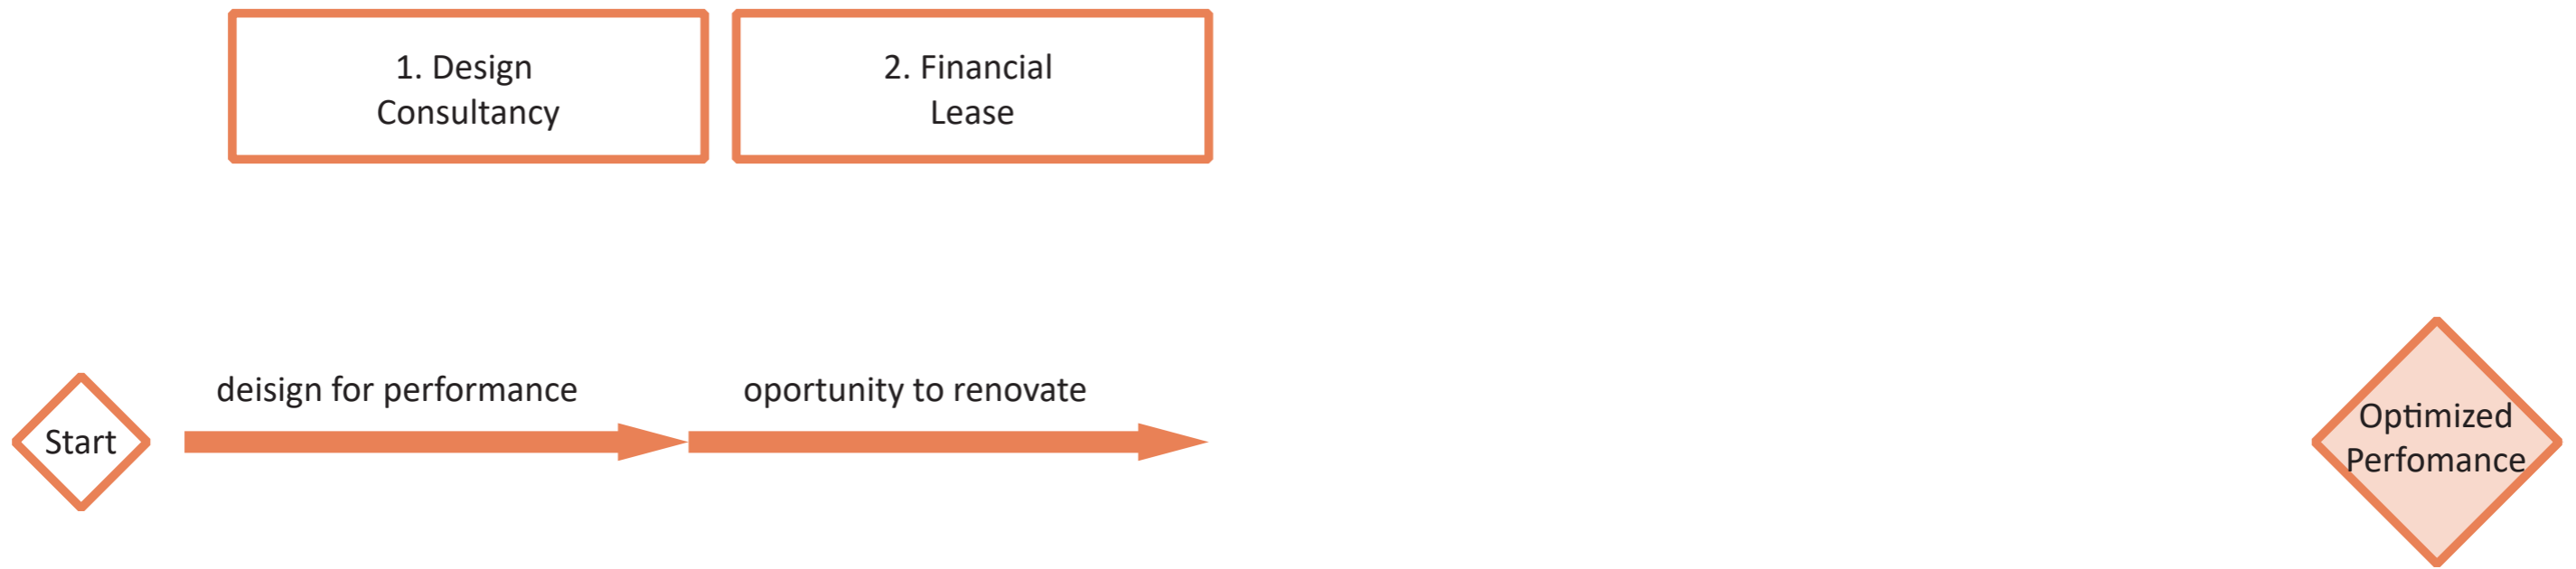 1. Design
Consultancy
2. Financial
Lease
deisign for performance
oportunity to renovate
Start
Optimized
Perfomance